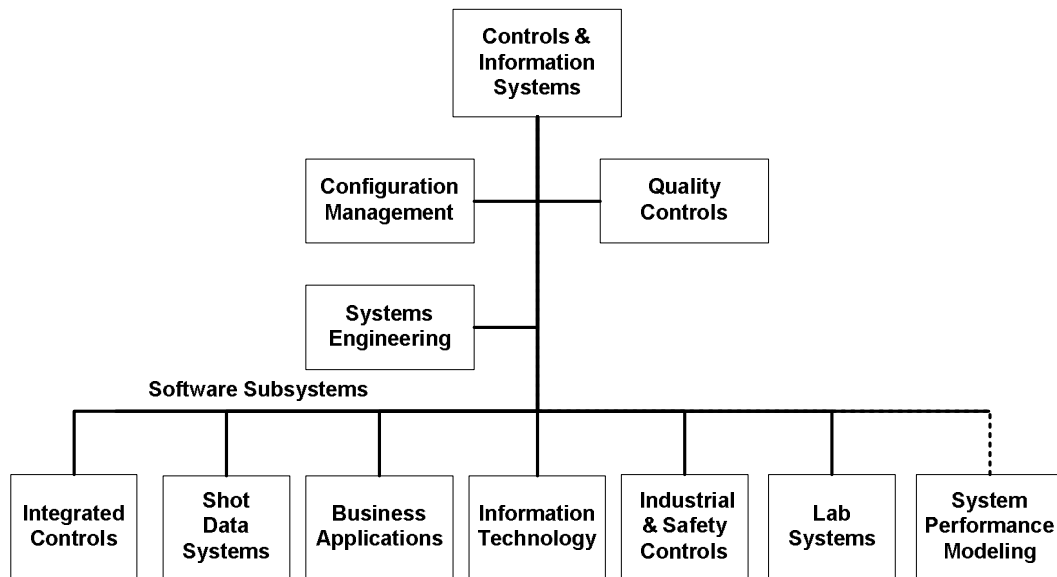 Controls &
Information
Systems
Configuration
Management
Quality
Controls
Systems
Engineering
Software Subsystems
Integrated
Controls
Shot
Data
Systems
Business
Applications
Information
Technology
Industrial
& Safety
Controls
Lab
Systems
System
Performance
Modeling